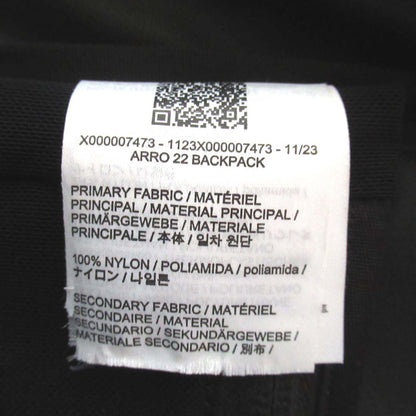 X000007473 - 1123X000007473 - 11/23
ARRO 22 BACKPACK
PRIMARY FABRIC / MATÉRIEL
PRINCIPAL / MATERIAL PRINCIPAL /
PRIMÄRGEWEBE / MATERIALE
PRINCIPALE / 本体 / 일차 원단
100% NYLON / POLIAMIDA / poliamida /
ナイロン / 나일론
SECONDARY FABRIC / MATÉRIEL
SECONDAIRE / MATERIAL
SECUNDARIO / SEKUNDÄRGEWEBE /
MATERIALE SECONDARIO / 別布 /